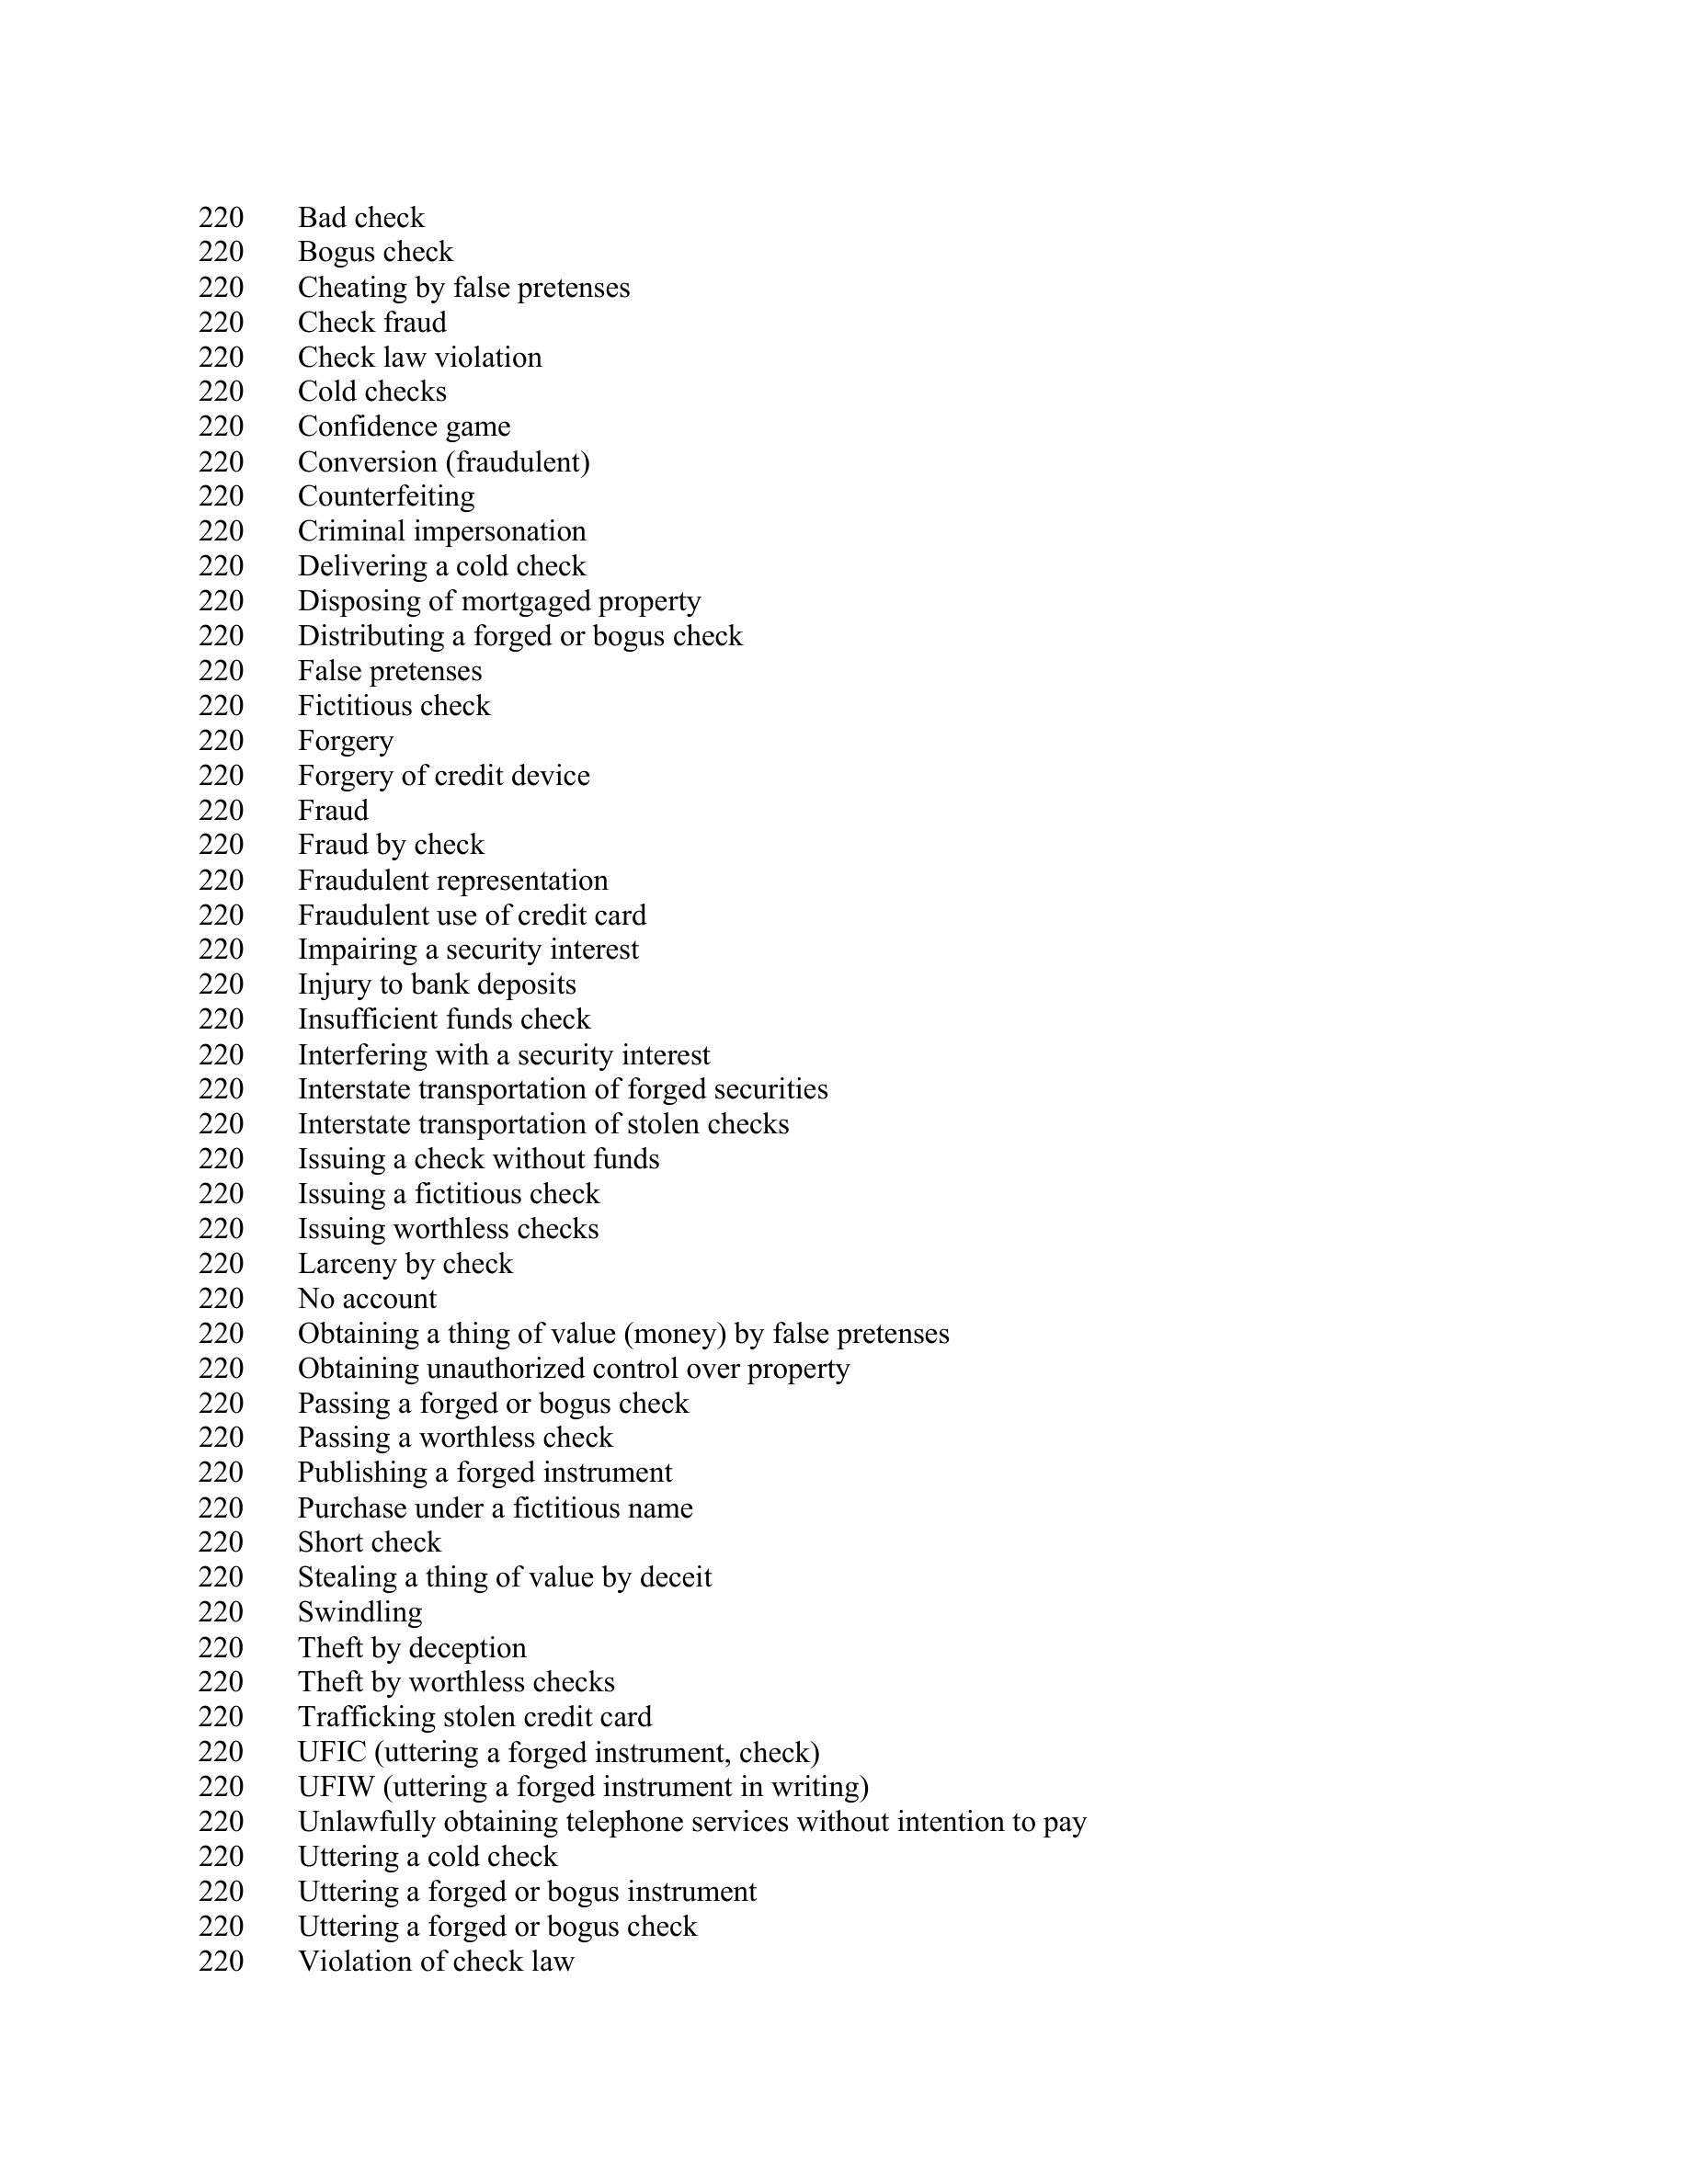 220 Bad check
220 Bogus check
220 Cheating by false pretenses
220 Check fraud
220 Check law violation
220 Cold checks
220 Confidence game
220 Conversion (fraudulent)
220 Counterfeiting
220 Criminal impersonation
220 Delivering a cold check
220 Disposing of mortgaged property
220 Distributing a forged or bogus check
220 False pretenses
220 Fictitious check
220 Forgery
220 Forgery of credit device
220 Fraud
220 Fraud by check
220 Fraudulent representation
220 Fraudulent use of credit card
220 Impairing a security interest
220 Injury to bank deposits
220 Insufficient funds check
220 Interfering with a security interest
220 Interstate transportation of forged securities
220 Interstate transportation of stolen checks
220 Issuing a check without funds
220 Issuing a fictitious check
220 Issuing worthless checks
220 Larceny by check
220 No account
220 Obtaining a thing of value (money) by false pretenses
220 Obtaining unauthorized control over property
220 Passing a forged or bogus check
220 Passing a worthless check
220 Publishing a forged instrument
220 Purchase under a fictitious name
220 Short check
220 Stealing a thing of value by deceit
220 Swindling
220 Theft by deception
220 Theft by worthless checks
220 Trafficking stolen credit card
220 UFIC (uttering a forged instrument, check)
220 UFIW (uttering a forged instrument in writing)
220 Unlawfully obtaining telephone services without intention to pay
220 Uttering a cold check
220 Uttering a forged or bogus instrument
220 Uttering a forged or bogus check
220 Violation of check law